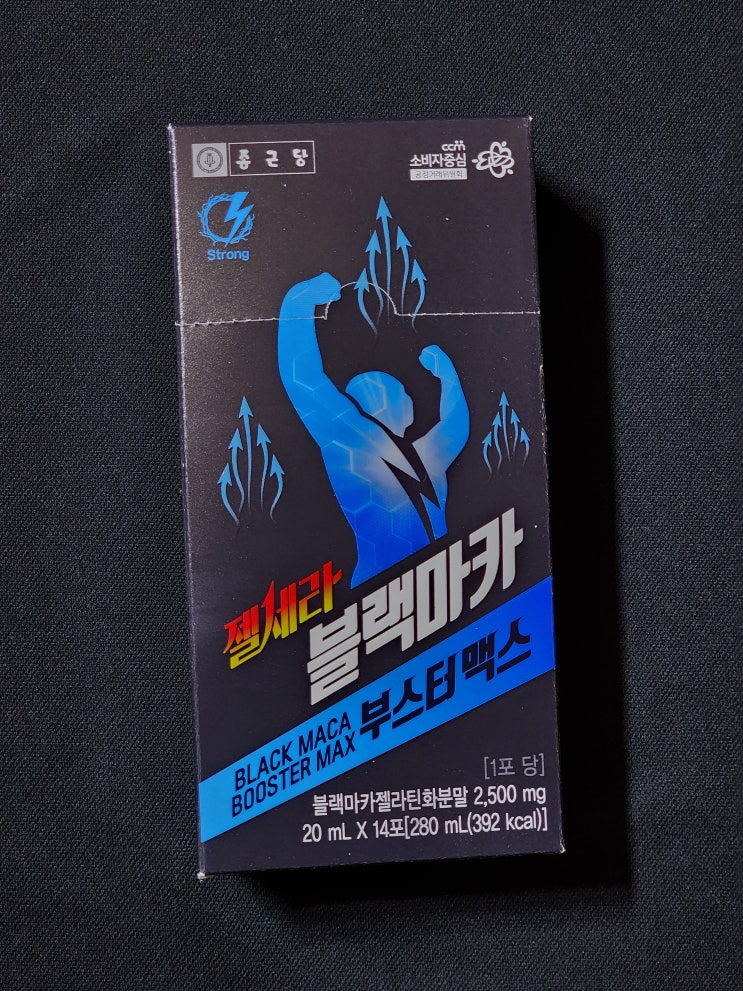 종근당
ccm
소비자중심
공정거래위원회
Strong
젤세라
블랙마카
BLACK MACA
BOOSTER MAX
부스터맥스
[1포 당]
블랙마카젤라틴화분말 2,500 mg
20 mL X 14포[280 mL(392 kcal)]